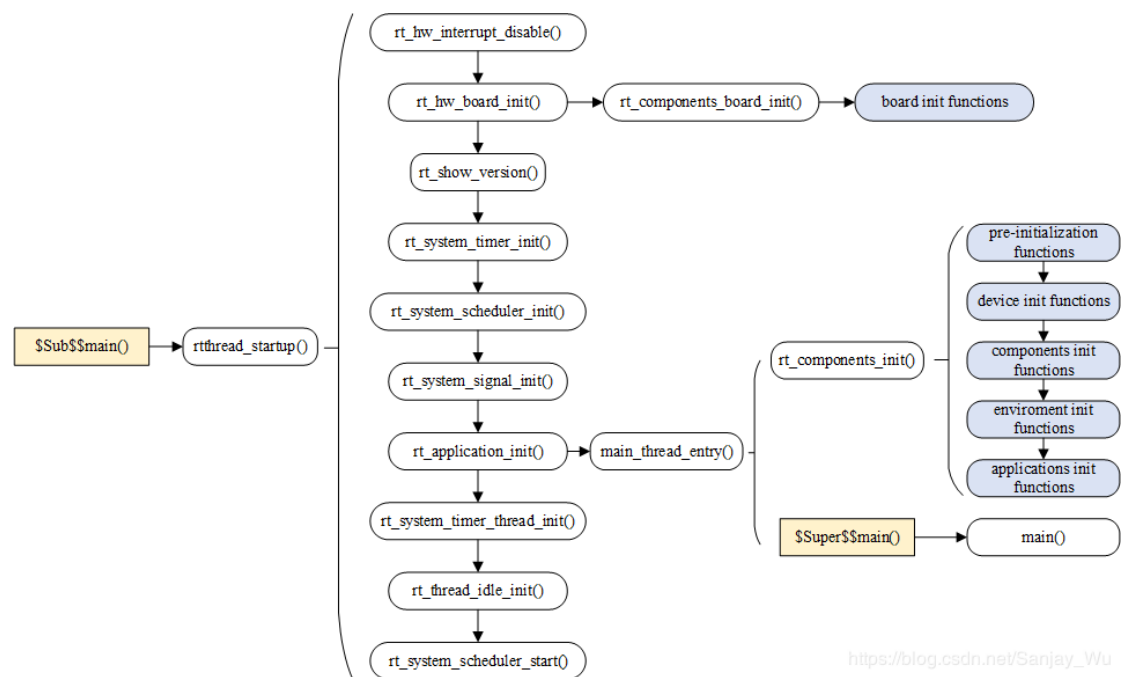 rt_hw_interrupt_disable()
rt_hw_board_init()
rt_components_board_init()
board init functions
rt_show_version()
rt_system_timer_init()
rt_system_scheduler_init()
$Sub$$main()
rtthread_startup()
rt_system_signal_init()
rt_application_init()
main_thread_entry()
rt_system_timer_thread_init()
rt_thread_idle_init()
rt_system_scheduler_start()
rt_components_init()
pre-initialization
functions
device init functions
components init
functions
enviroment init
functions
applications init
functions
$Super$$main()
main()
https://blog.csdn.net/Sanjay_Wu